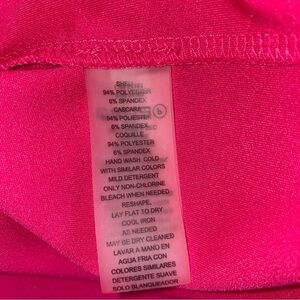 SHELL
94% POLYESTER
6% SPANDEX
CASCARA
94% POLIESTER
6% SPANDEX
COQUILLE
94% POLYESTER
6% SPANDEX
HAND WASH COLD
WITH SIMILAR COLORS
MILD DETERGENT
ONLY NON-CHLORINE
BLEACH WHEN NEEDED
RESHAPE,
LAY FLAT TO DRY
COOL IRON
AS NEEDED
MAY BE DRY CLEANED
LAVAR A MANO EN
AGUA FRIA CON
COLORES SIMILARES
DETERGENTE SUAVE
SOLO BLANQUEADOR